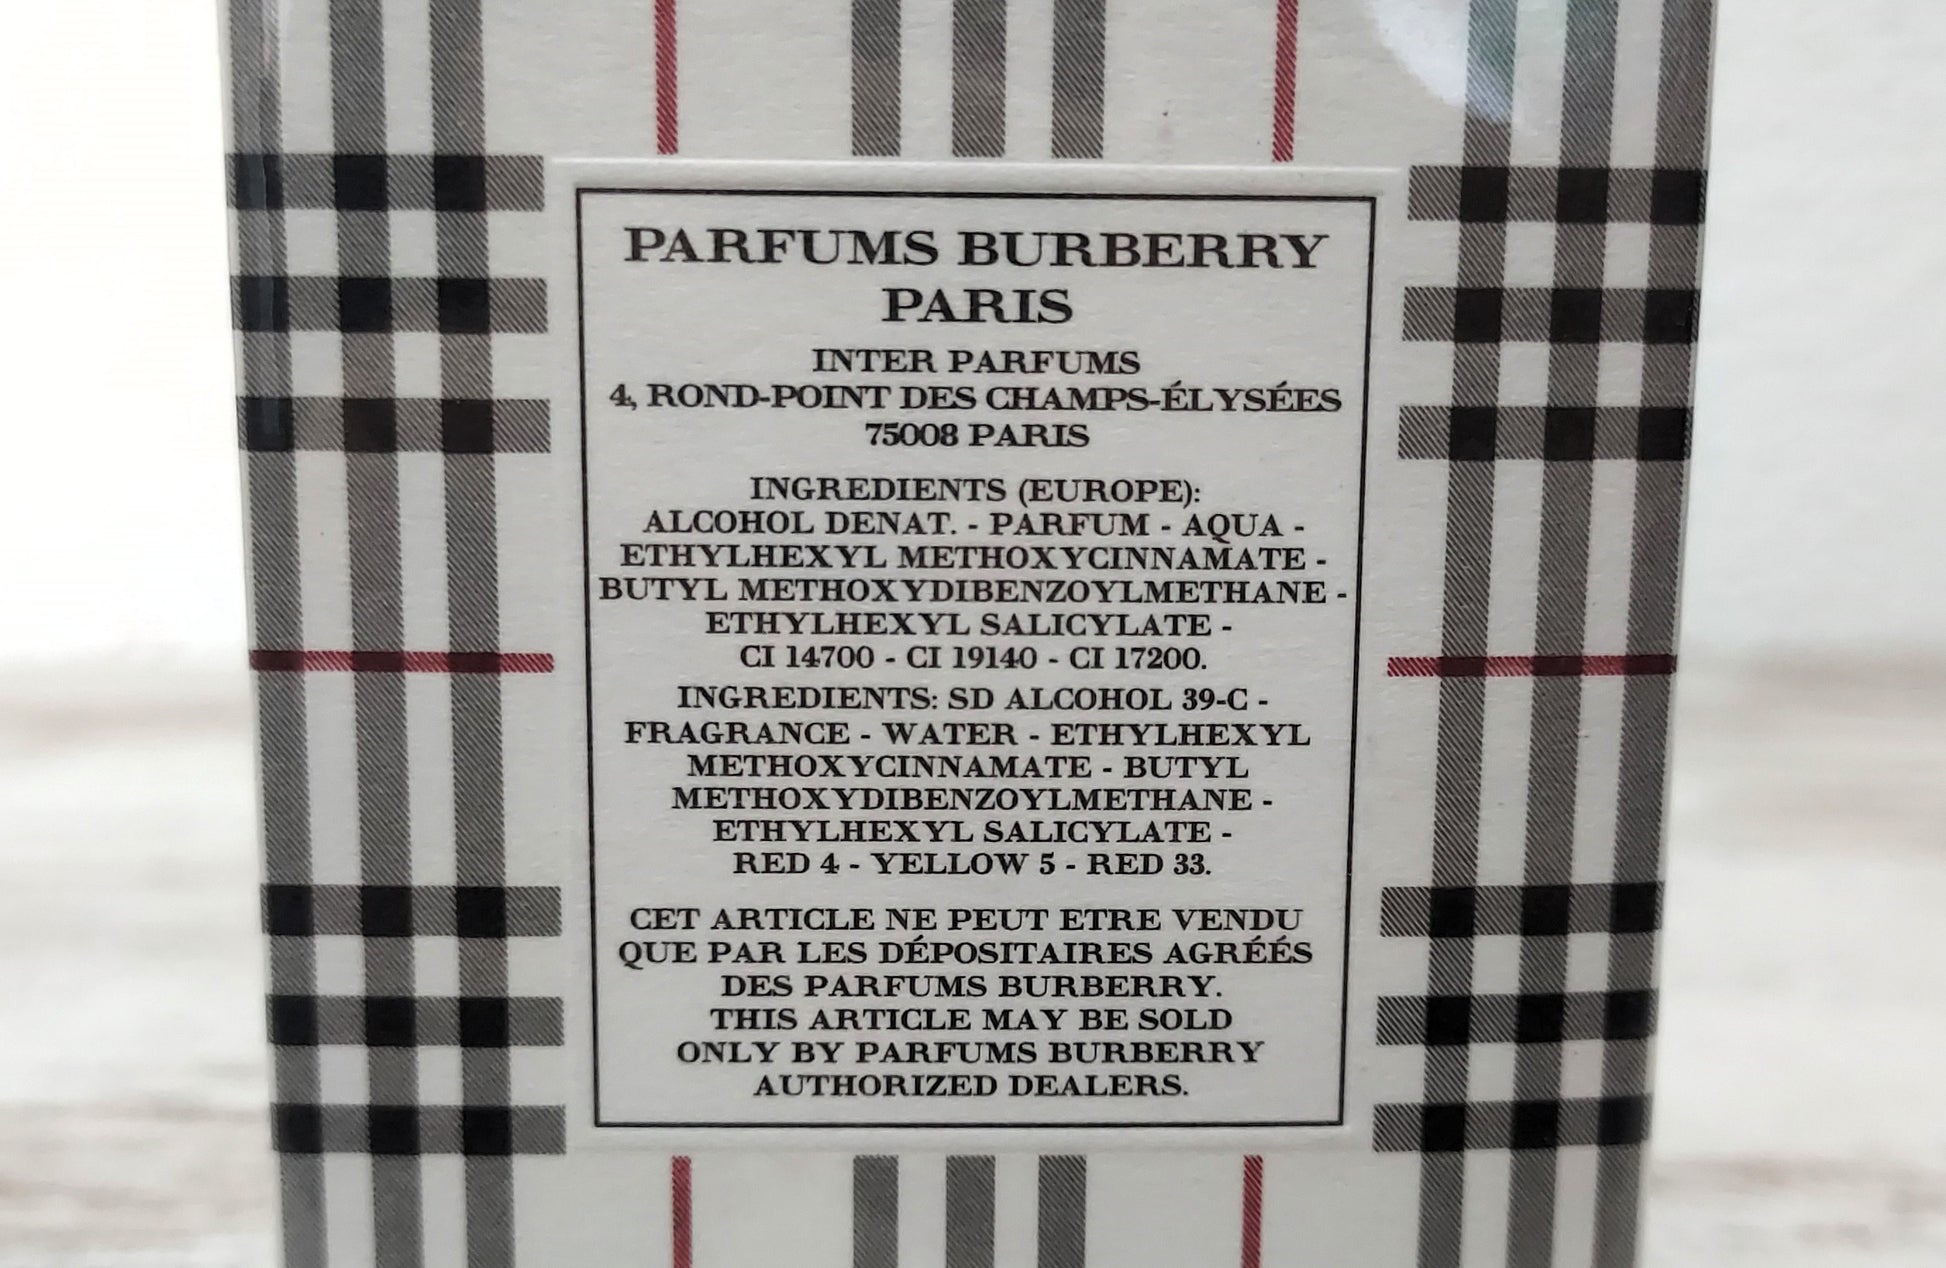 PARFUMS BURBERRY
PARIS
INTER PARFUMS
4, ROND-POINT DES CHAMPS-ÉLYSÉES
75008 PARIS
INGREDIENTS (EUROPE):
ALCOHOL DENAT. - PARFUM - AQUA -
ETHYLHEXYL METHOXYCINNAMATE -
BUTYL METHOXYDIBENZOYLMETHANE -
ETHYLHEXYL SALICYLATE -
CI 14700 - CI 19140 - CI 17200.
INGREDIENTS: SD ALCOHOL 39-C -
FRAGRANCE - WATER - ETHYLHEXYL
METHOXYCINNAMATE - BUTYL
METHOXYDIBENZOYLMETHANE -
ETHYLHEXYL SALICYLATE -
RED 4 - YELLOW 5 - RED 33.
CET ARTICLE NE PEUT ETRE VENDU
QUE PAR LES DÉPOSITAIRES AGRÉÉS
DES PARFUMS BURBERRY.
THIS ARTICLE MAY BE SOLD
ONLY BY PARFUMS BURBERRY
AUTHORIZED DEALERS.